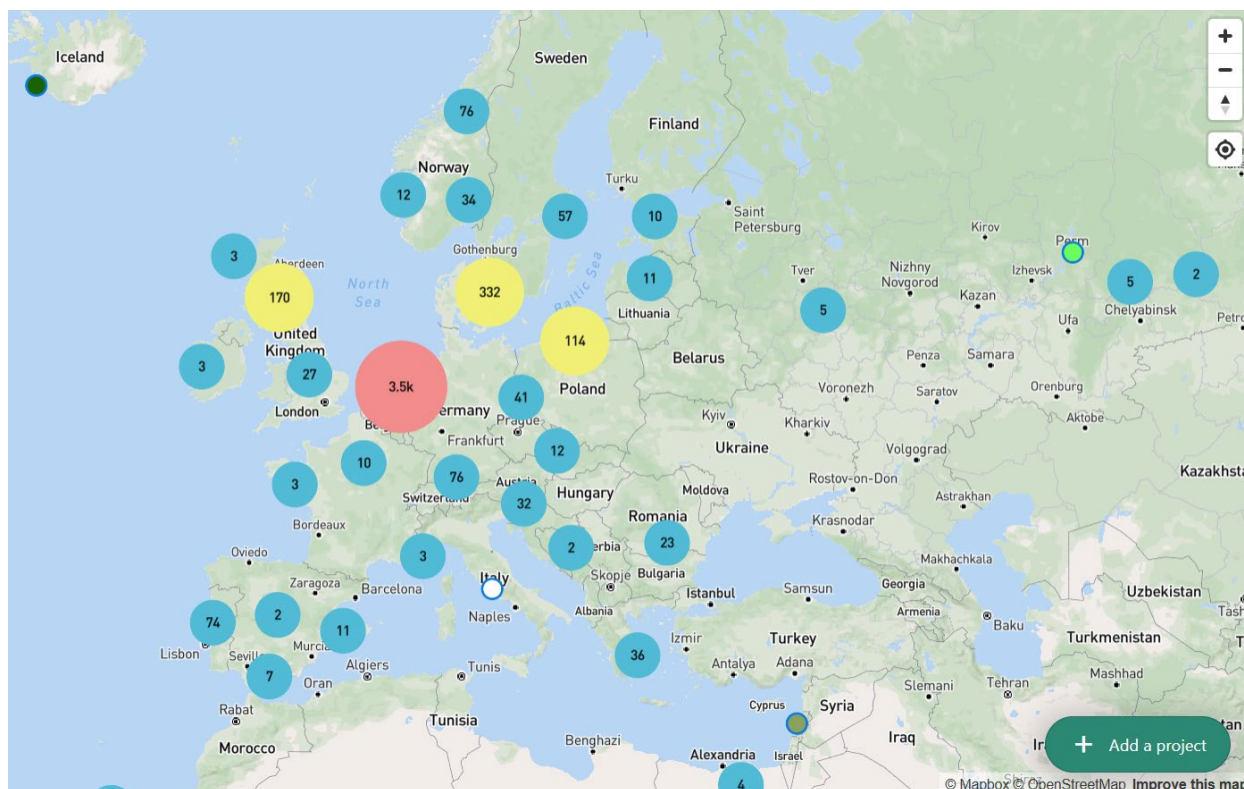 Iceland
Sweden
76
Finland
Norway
Turku
12
34
57
10
Saint
Petersburg
Kirov
Perm
3
Aberdeen
Gothenburg
North
Sea
Baltic Sea
11
Tver
Nizhny
Novgorod
Izhevsk
5
2
170
332
Kazan
Chelyabinsk
Lithuania
5
Ufa
Petro
United
Kingdom
114
Belarus
Penza
Samara
3
27
3.5k
Poland
Orenburg
London
41
Voronezh
Saratov
Aktobe
ermany
Prague
Kyiv
Kharkiv
Frankfurt
12
Ukraine
Volgograd
10
76
Kazakhsta
3
Switzerland
Austria
Hungary
Moldova
Rostov-on-Don
32
Astrakhan
Bordeaux
Romania
Krasnodar
2
erbia
23
Oviedo
3
Makhachkala
Zaragoza
Barcelona
Italy
Skopje
Bulgaria
Georgia
Istanbul
Samsun
Uzbekistan
Naples
Albania
Armenia
74
2
11
Baku
Tash
Lisbon
Izmir
Turkey
Turkmenistan
Sevill
Murcia
36
7
Algiers
Tunis
Antalya
Adana
Mashhad
Oran
Slemani
Tehran
Rabat
Cyprus
Syria
Tunisia
Morocco
Benghazi
Alexandria
Israel
Iraq
+ Add a project
4
Shiraz
© Mapbox © OpenStreetMap Improve this map